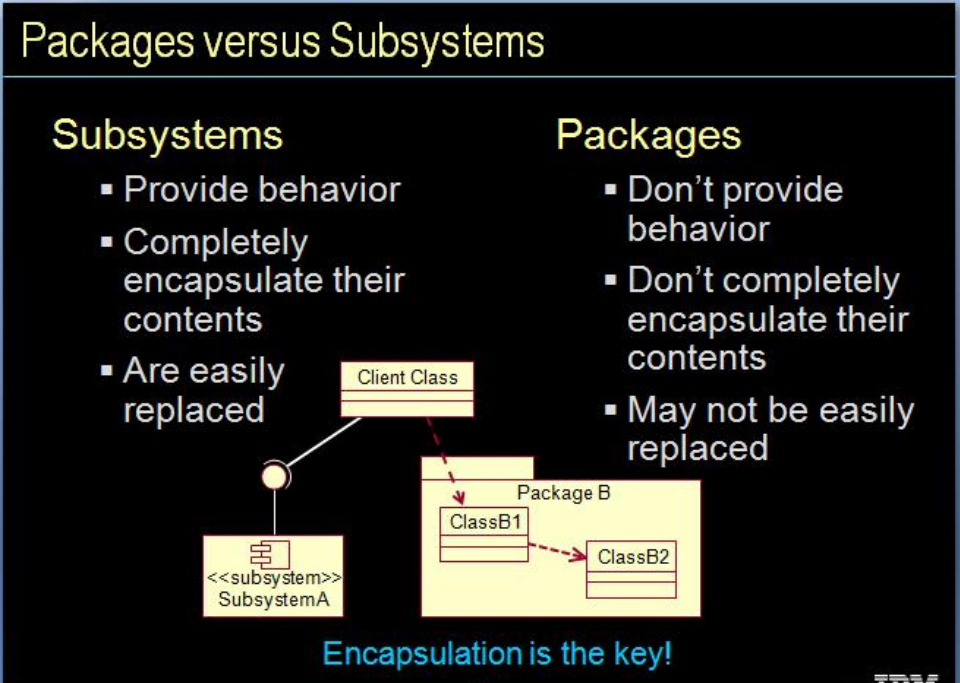 Packages versus Subsystems
Subsystems
▪ Provide behavior
▪ Completely
encapsulate their
contents
▪ Are easily
replaced
Packages
▪ Don't provide
behavior
▪ Don't completely
encapsulate their
contents
▪ May not be easily
replaced
Client Class
Package B
ClassB1
ClassB2
<<subsystem>>
SubsystemA
Encapsulation is the key!